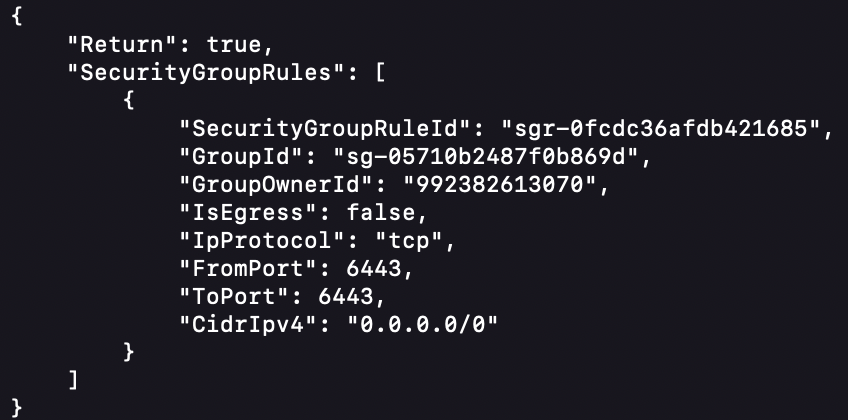 {
    "Return": true,
    "SecurityGroupRules": [
        {
            "SecurityGroupRuleId": "sgr-0fcdc36afdb421685",
            "GroupId": "sg-05710b2487f0b869d",
            "GroupOwnerId": "992382613070",
            "IsEgress": false,
            "IpProtocol": "tcp",
            "FromPort": 6443,
            "ToPort": 6443,
            "CidrIpv4": "0.0.0.0/0"
        }
    ]
}